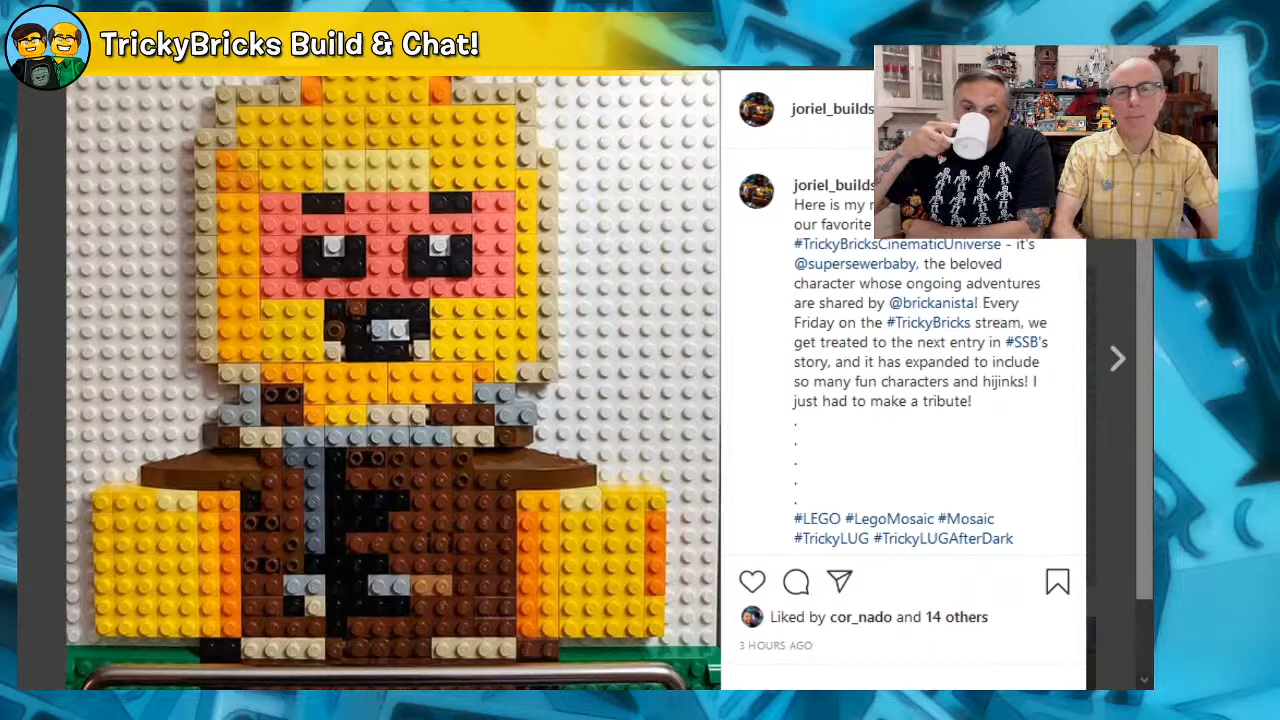 TrickyBricks Build & Chat!
joriel_builds
joriel_builds
Here is my
our favorite
#TrickyBricksCinematicUniverse - it's
@supersewerbaby, the beloved
character whose ongoing adventures
are shared by @brickanista! Every
Friday on the #TrickyBricks stream, we
get treated to the next entry in #SSB's
story, and it has expanded to include
so many fun characters and hijinks! I
just had to make a tribute!
.
.
.
.
.
#LEGO #LegoMosaic #Mosaic
#TrickyLUG #TrickyLUGAfterDark
Liked by cor_nado and 14 others
3 HOURS AGO